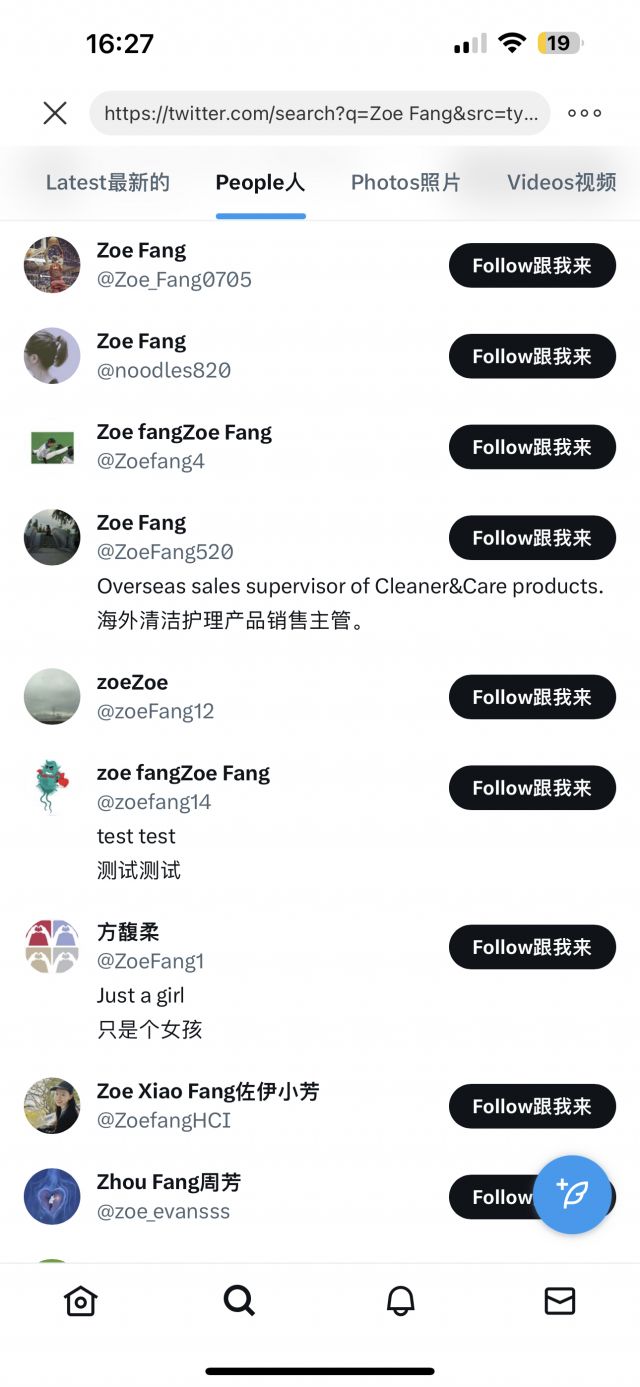 16:27
19
https://twitter.com/search?q=Zoe Fang&src=ty...
Latest最新的
People人
Photos照片
Videos视频
Zoe Fang
@Zoe_Fang0705
Follow跟我来
Zoe Fang
@noodles820
Follow跟我来
Zoe fangZoe Fang
@Zoefang4
Follow跟我来
Zoe Fang
@ZoeFang520
Follow跟我来
Overseas sales supervisor of Cleaner&Care products.
海外清洁护理产品销售主管。
zoeZoe
@zoeFang12
Follow跟我来
zoe fangZoe Fang
@zoefang14
Follow跟我来
test test
测试测试
方馥柔
@ZoeFang1
Follow跟我来
Just a girl
只是个女孩
Zoe Xiao Fang佐伊小芳
@ZoefangHCI
Follow跟我来
Zhou Fang周芳
@zoe_evansss
Follow